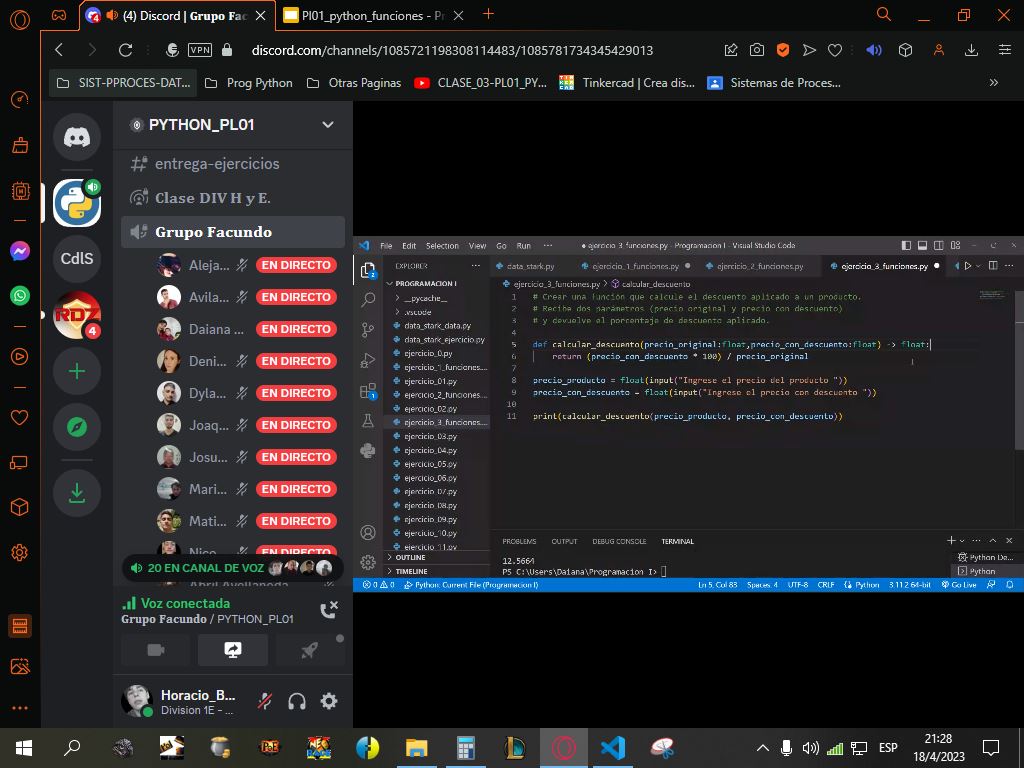 (4) Discord | Grupo Fac
PI01_python_funciones - Pr
VPN
discord.com/channels/1085721198308114483/1085781734345429013
SIST-PPROCES-DAT...
Prog Python
Otras Paginas
CLASE_03-PL01_PY...
Tinkercad | Crea dis...
Sistemas de Proces...
»
PYTHON_PL01
entrega-ejercicios
Clase DIV H y E.
Grupo Facundo
CdlS
RDZ
4
Aleja... EN DIRECTO
Avila... EN DIRECTO
Daiana ... EN DIRECTO
Deni... EN DIRECTO
Dyla... EN DIRECTO
Joaq... EN DIRECTO
Josu... EN DIRECTO
Mari... EN DIRECTO
Mati... EN DIRECTO
Nico... EN DIRECTO
20 EN CANAL DE VOZ
Abril Avellaneda
Voz conectada
Grupo Facundo / PYTHON_PL01
Horacio_B...
Division 1E - ...
File Edit Selection View Go Run ···
● ejercicio_3_funciones.py - Programacion I - Visual Studio Code
EXPLORER ···
PROGRAMACION I
__pycache__
.vscode
data_stark_data.py
data_stark_ejercicio.py
ejercicio_0.py
ejercicio_1_funciones....
ejercicio_01.py
ejercicio_2_funciones....
ejercicio_02.py
ejercicio_3_funciones....
ejercicio_03.py
ejercicio_04.py
ejercicio_05.py
ejercicio_06.py
ejercicio_07.py
ejercicio_08.py
ejercicio_09.py
ejercicio_10.py
ejercicio_11.py
OUTLINE
TIMELINE
data_stark.py
ejercicio_1_funciones.py
ejercicio_2_funciones.py
ejercicio_3_funciones.py
ejercicio_3_funciones.py > calcular_descuento
1 # Crear una función que calcule el descuento aplicado a un producto.
2 # Recibe dos parámetros (precio original y precio con descuento)
3 # y devuelve el porcentaje de descuento aplicado.
4
5 def calcular_descuento(precio_original:float,precio_con_descuento:float) -> float:
6 return (precio_con_descuento * 100) / precio_original
7
8 precio_producto = float(input("Ingrese el precio del producto "))
9 precio_con_descuento = float(input("Ingrese el precio con descuento "))
10
11 print(calcular_descuento(precio_producto, precio_con_descuento))
PROBLEMS OUTPUT DEBUG CONSOLE TERMINAL
12.5664
PS C:\Users\Daiana\Programacion I>
Python De...
Python
0 0 Python: Current File (Programacion I)
Ln 5, Col 83 Spaces: 4 UTF-8 CRLF Python 3.11.2 64-bit Go Live
ESP
21:28
18/4/2023